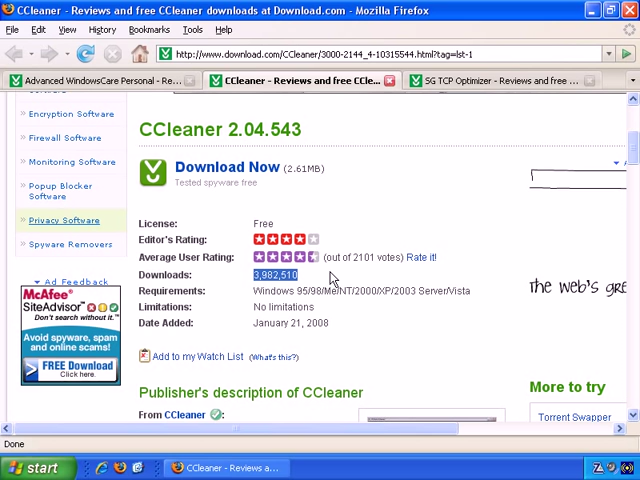 CCleaner - Reviews and free CCleaner downloads at Download.com - Mozilla Firefox
File Edit View History Bookmarks Tools Help
http://www.download.com/CCleaner/3000-2144_4-10315544.html?tag=lst-1
Advanced WindowsCare Personal - Re... CCleaner - Reviews and free CCle... SG TCP Optimizer - Reviews and free ...
» Encryption Software
» Firewall Software
» Monitoring Software
» Popup Blocker
Software
» Privacy Software
» Spyware Removers
Ad Feedback
McAfee
SiteAdvisor
Don't search without it.
Avoid spyware, spam
and online scams!
FREE Download
Click here.
CCleaner 2.04.543
Download Now (2.61MB)
Tested spyware free
License: Free
Editor's Rating:
Average User Rating: (out of 2101 votes) Rate it!
Downloads: 3,982,510
Requirements: Windows 95/98/Me/NT/2000/XP/2003 Server/Vista
Limitations: No limitations
Date Added: January 21, 2008
Add to my Watch List (What's this?)
Publisher's description of CCleaner
From CCleaner :
A
the web's gre
More to try
Torrent Swapper
Done
start CCleaner - Reviews a...